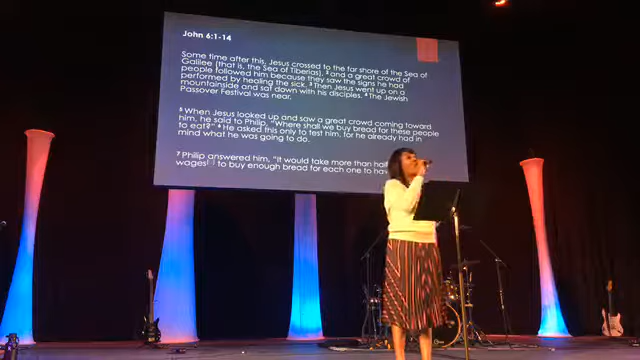 John 6:1-14
Some time after this, Jesus crossed to the far shore of the Sea of
Galilee (that is, the Sea of Tiberias), 2 and a great crowd of
people followed him because they saw the signs he had
performed by healing the sick. 3 Then Jesus went up on a
mountainside and sat down with his disciples. 4 The Jewish
Passover Festival was near.
5 When Jesus looked up and saw a great crowd coming toward
him, he said to Philip, "Where shall we buy bread for these people
to eat?" 6 He asked this only to test him, for he already had in
mind what he was going to do.
7 Philip answered him, "It would take more than half
wages to buy enough bread for each one to hav